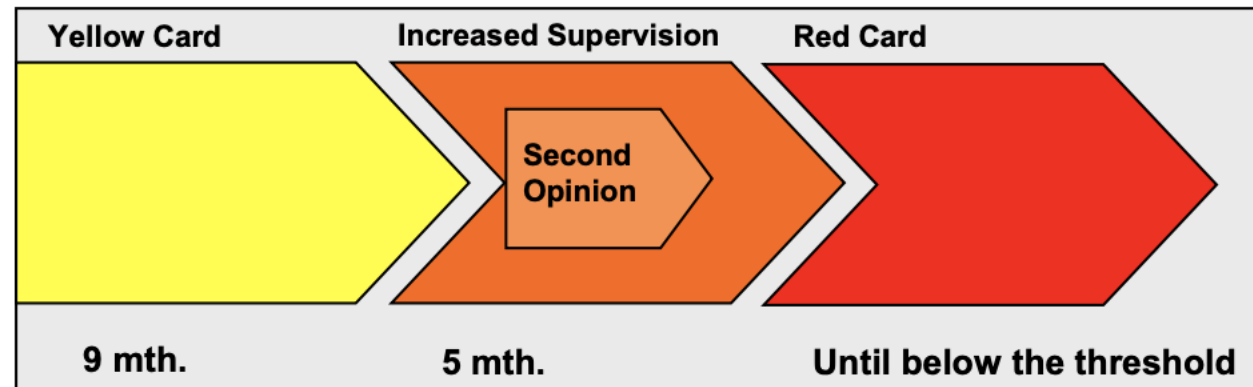 Yellow Card
Increased Supervision
Red Card
Second
Opinion
9 mth.
5 mth.
Until below the threshold